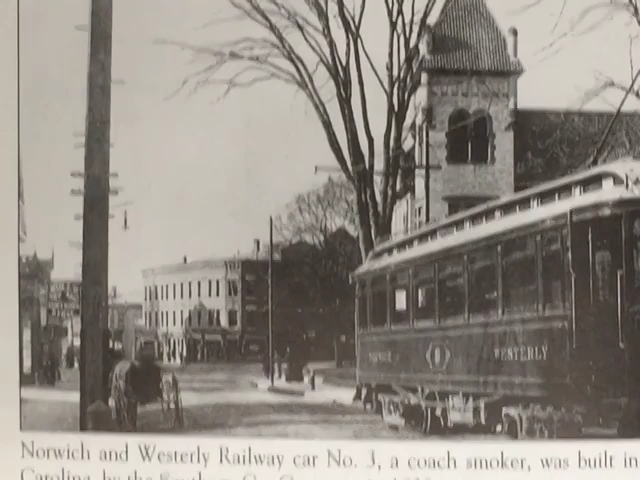 WESTERLY
Norwich and Westerly Railway car No. 3, a coach smoker, was built in
Carolina, by the